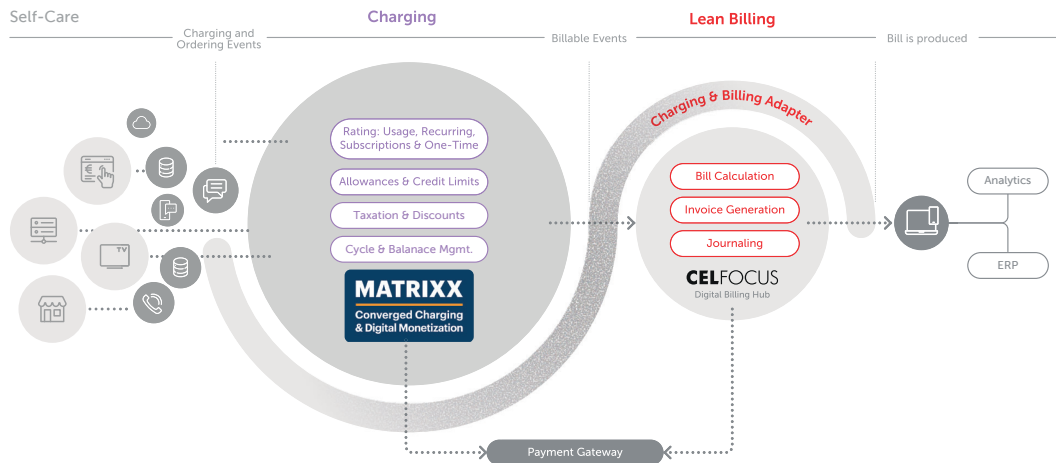 Self-Care
Charging
Lean Billing
Charging and
Ordering Events
Billable Events
Bill is produced
Charging & Billing Adapter
€
TV
Rating: Usage, Recurring,
Subscriptions & One-Time
Allowances & Credit Limits
Taxation & Discounts
Cycle & Balanace Mgmt.
MATRIXX
Converged Charging
& Digital Monetization
Bill Calculation
Invoice Generation
Journaling
CELFOCUS
Digital Billing Hub
Analytics
ERP
Payment Gateway